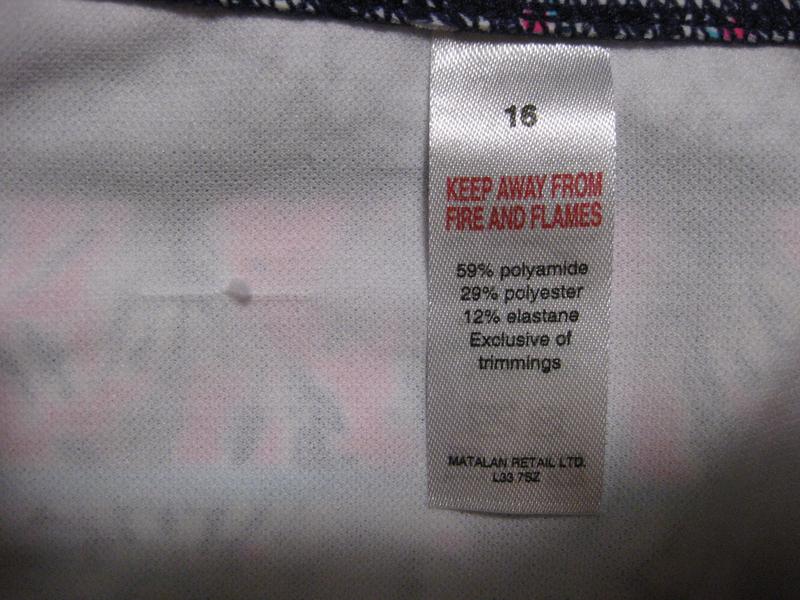 16
KEEP AWAY FROM
FIRE AND FLAMES
59% polyamide
29% polyester
12% elastane
Exclusive of
trimmings
MATALAN RETAIL LTD.
L33 7SZ